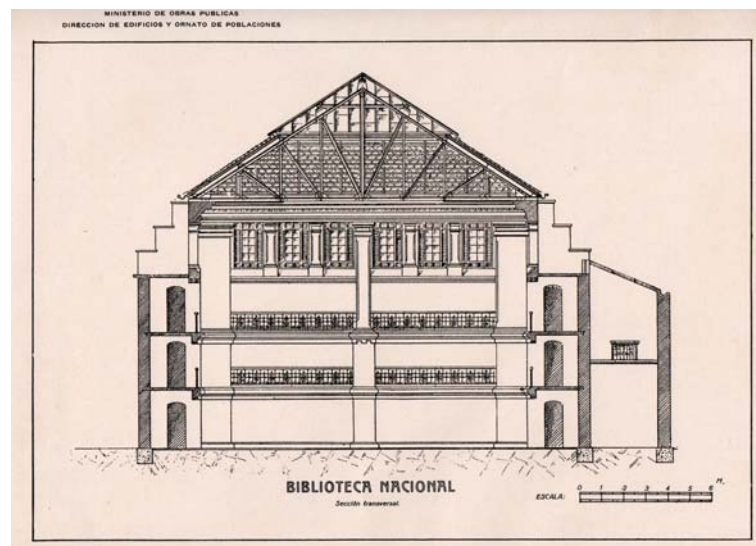 MINISTERIO DE OBRAS PUBLICAS
DIRECCION DE EDIFICIOS Y ORNATO DE POBLACIONES
BIBLIOTECA NACIONAL
Sección transversal.
ESCALA: 0 1 2 3 4 5 6 M.